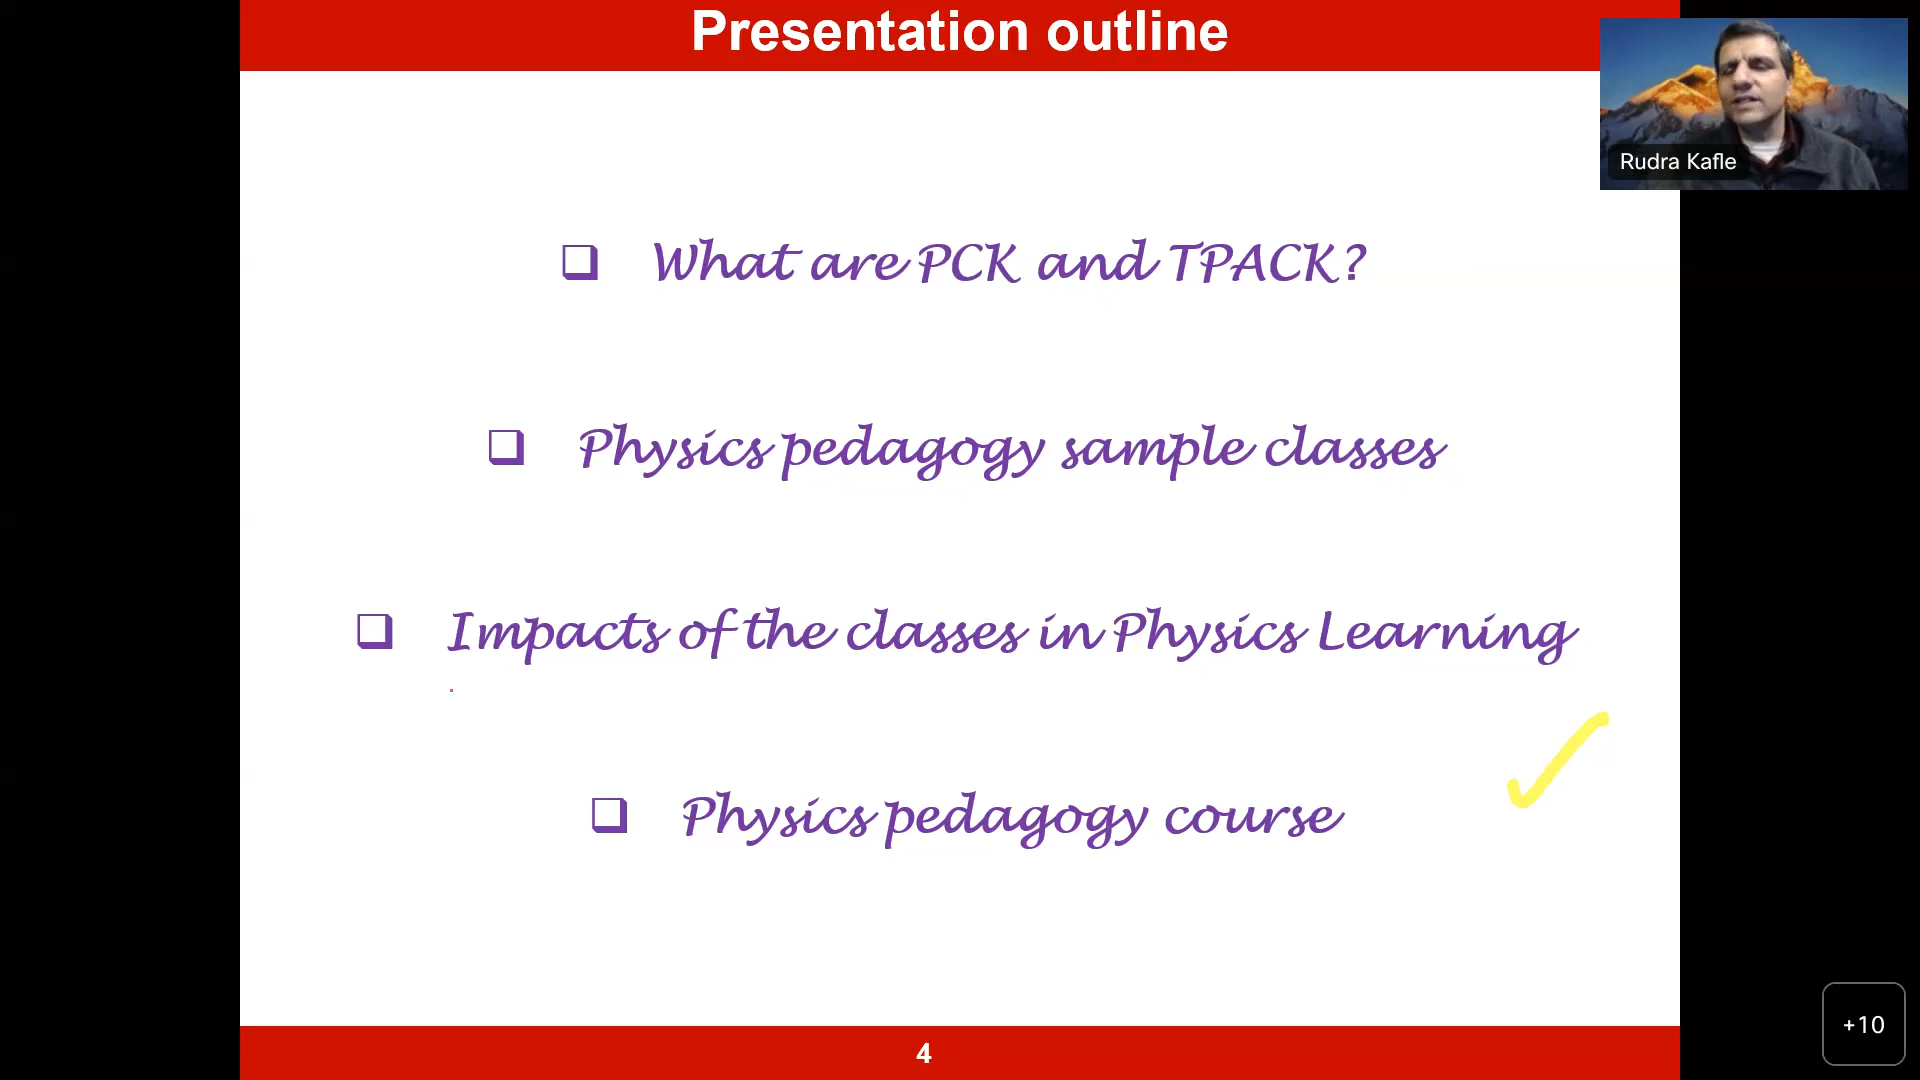 Presentation outline
Rudra Kafle
What are PCK and TPACK?
Physics pedagogy sample classes
Impacts of the classes in Physics Learning
Physics pedagogy course
+10
4